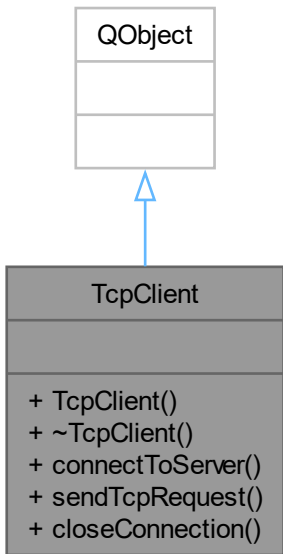 QObject
TcpClient
+ TcpClient()
+ ~TcpClient()
+ connectToServer()
+ sendTcpRequest()
+ closeConnection()